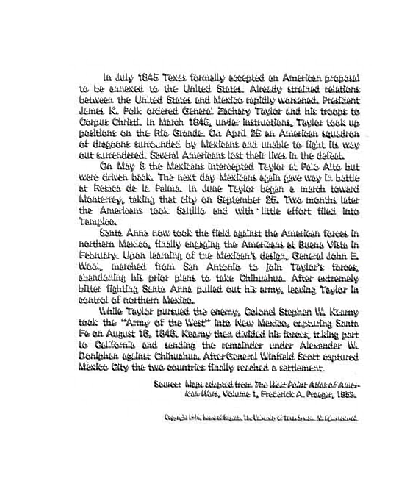 In July 1845 Texas formally accepted an American proposal
to be annexed to the United States. Already strained relations
between the United States and Mexico rapidly worsened. President
James K. Polk ordered General Zachary Taylor and his troops to
Corpus Christi. In March 1846, under instructions, Taylor took up
positions on the Rio Grande. On April 25 an American squadron
of dragoons surrounded by Mexicans and unable to fight its way
out surrendered. Several Americans lost their lives in the defeat.
On May 8 the Mexicans intercepted Taylor at Palo Alto but
were driven back. The next day Mexicans again gave way in battle
at Resaca de la Palma. In June Taylor began a march toward
Monterrey, taking that city on September 25. Two months later
the Americans took Saltillo and with little effort filed into
Tampico.
Santa Anna now took the field against the American forces in
northern Mexico, finally engaging the Americans at Buena Vista in
February. Upon learning of the Mexican's design, General John E.
Wool, marched from San Antonio to join Taylor's forces,
abandoning his prior plans to take Chihuahua. After extremely
bitter fighting Santa Anna pulled out his army, leaving Taylor in
control of northern Mexico.
While Taylor pursued the enemy, Colonel Stephen W. Kearny
took the "Army of the West" into New Mexico, capturing Santa
Fe on August 18, 1846. Kearny then divided his forces, taking part
to California and sending the remainder under Alexander W.
Doniphan against Chihuahua. After General Winfield Scott captured
Mexico City the two countries finally reached a settlement.
Source: Maps adapted from The West Point Atlas of Amer-
ican Wars, Volume 1, Frederick A. Praeger, 1959.